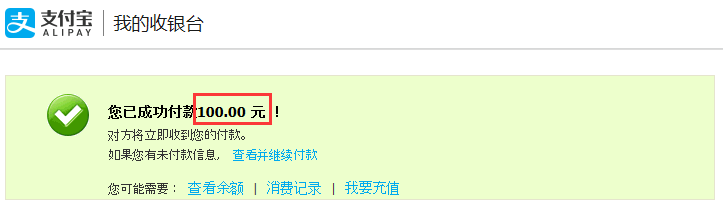 支付宝 ALIPAY 我的收银台
您已成功付款100.00 元！
对方将立即收到您的付款。
如果您有未付款信息， 查看并继续付款
您可能需要： 查看余额 | 消费记录 | 我要充值